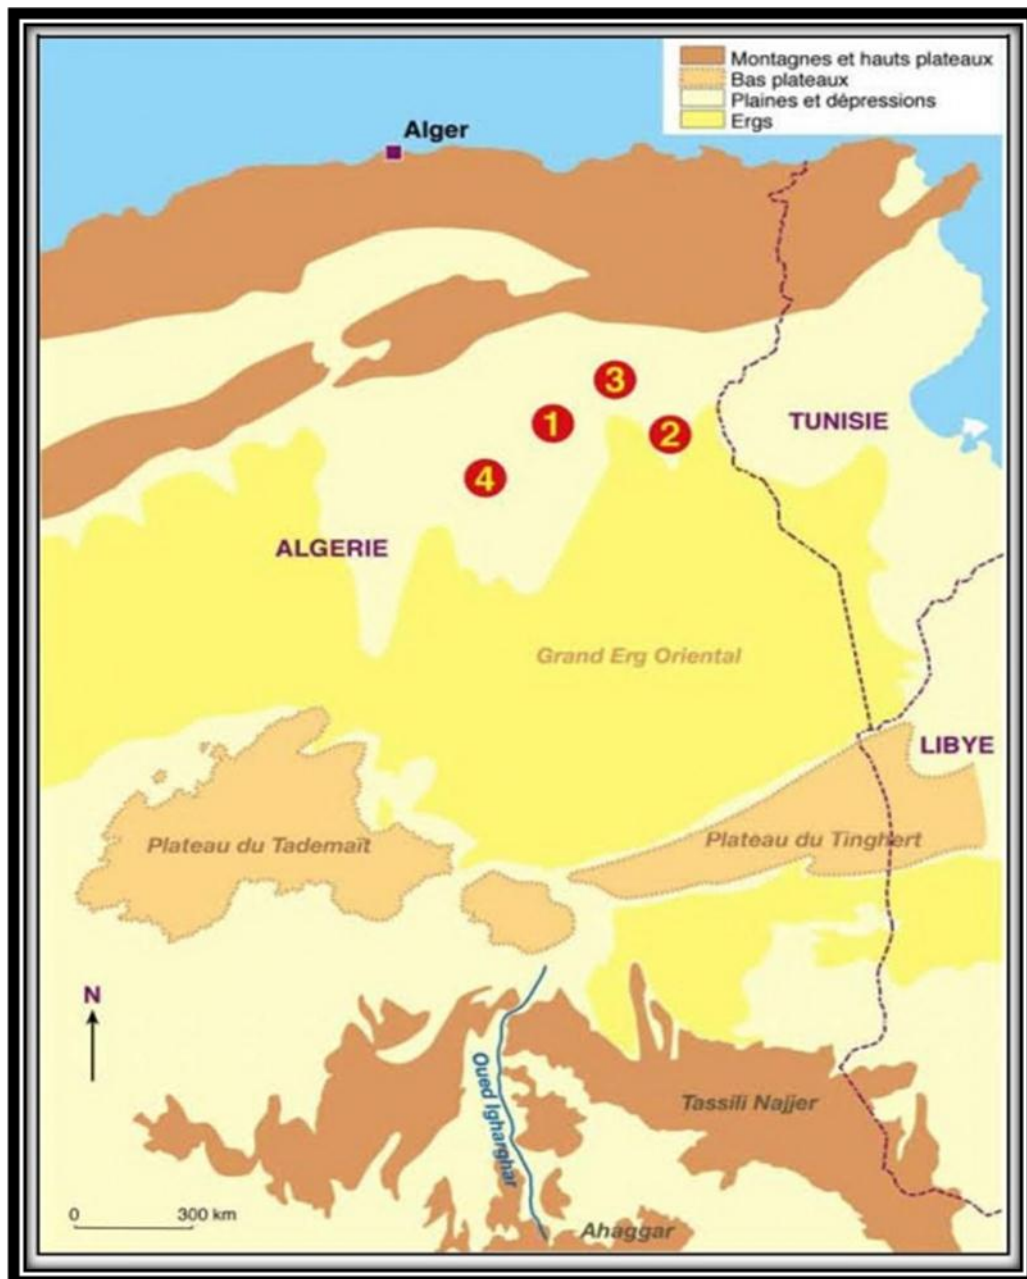 Montagnes et hauts plateaux
Bas plateaux
Plaines et dépressions
Ergs
Alger
3
1
TUNISIE
2
4
ALGERIE
Grand Erg Oriental
LIBYE
Plateau du Tademaït
Plateau du Tinghert
N
Oued Igharghar
Tassili Najjer
0 300 km
Ahaggar